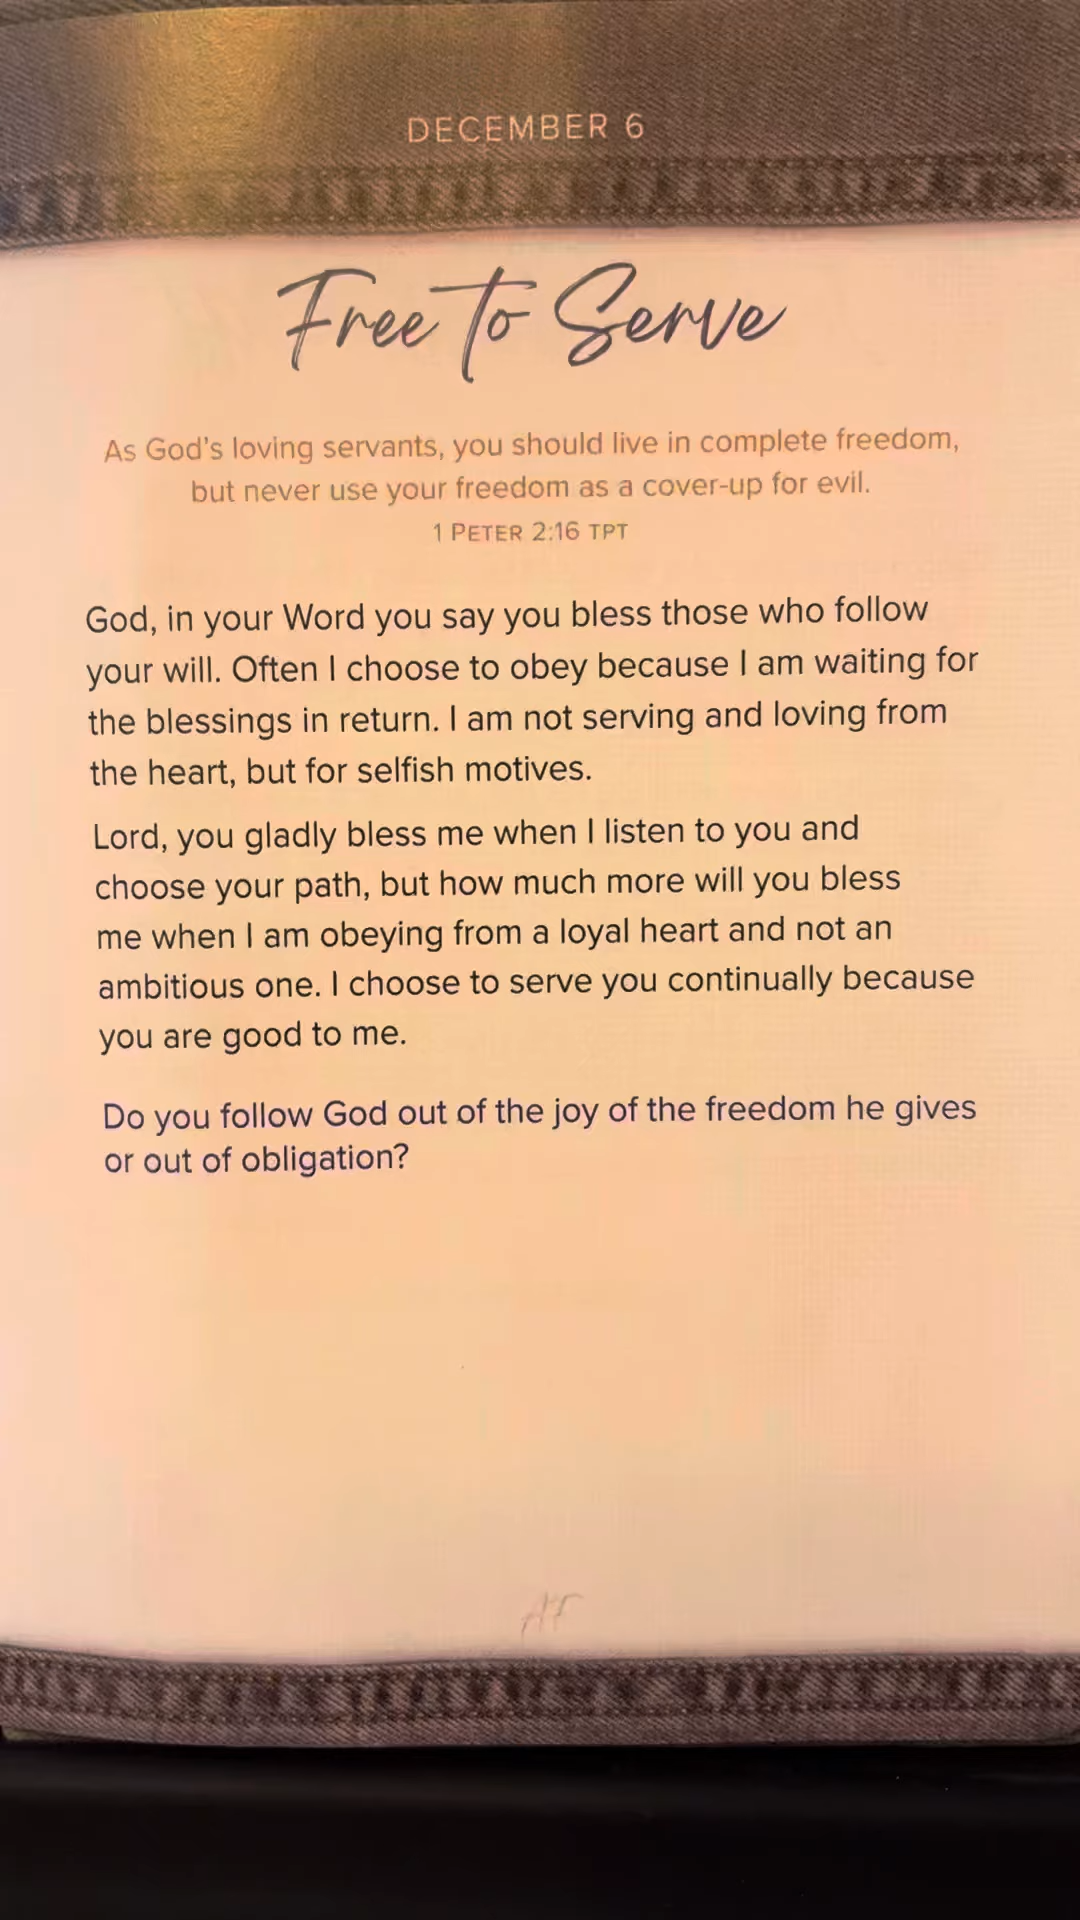 DECEMBER 6
Free to Serve
As God's loving servants, you should live in complete freedom,
but never use your freedom as a cover-up for evil.
1 PETER 2:16 TPT
God, in your Word you say you bless those who follow
your will. Often I choose to obey because I am waiting for
the blessings in return. I am not serving and loving from
the heart, but for selfish motives.
Lord, you gladly bless me when I listen to you and
choose your path, but how much more will you bless
me when I am obeying from a loyal heart and not an
ambitious one. I choose to serve you continually because
you are good to me.
Do you follow God out of the joy of the freedom he gives
or out of obligation?